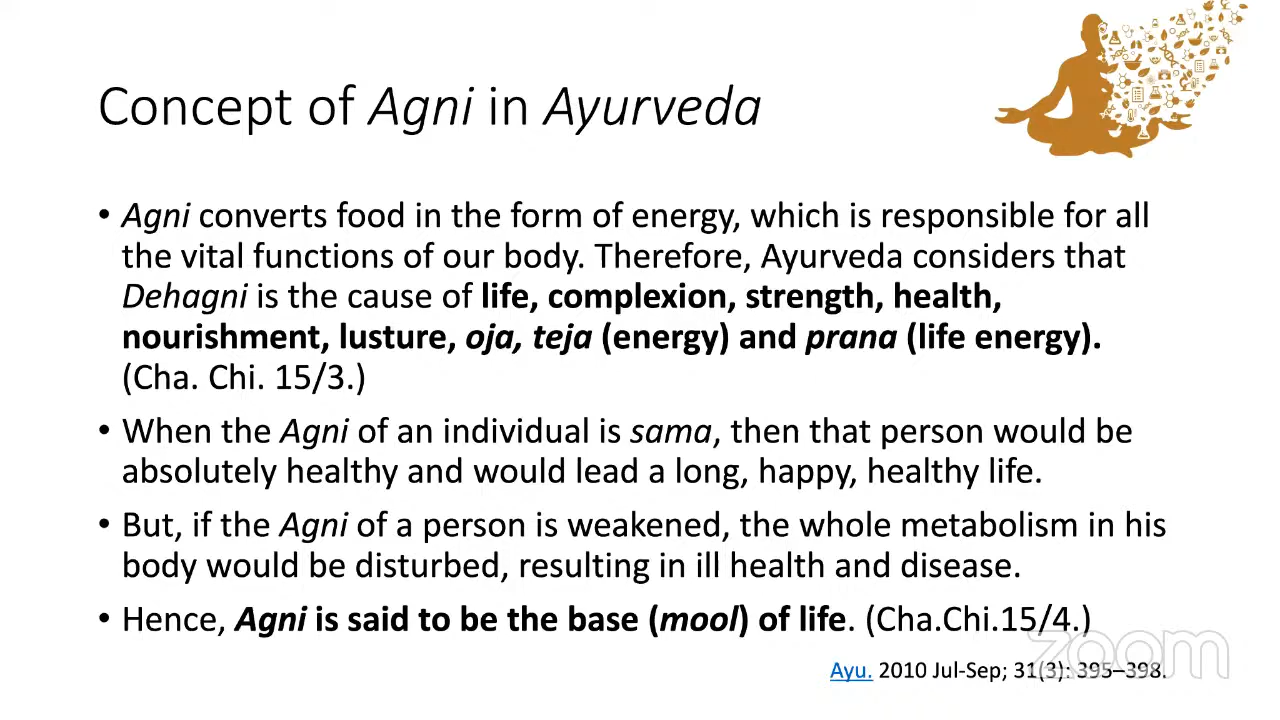 Concept of Agni in Ayurveda
• Agni converts food in the form of energy, which is responsible for all
the vital functions of our body. Therefore, Ayurveda considers that
Dehagni is the cause of life, complexion, strength, health,
nourishment, lusture, oja, teja (energy) and prana (life energy).
(Cha. Chi. 15/3.)
• When the Agni of an individual is sama, then that person would be
absolutely healthy and would lead a long, happy, healthy life.
• But, if the Agni of a person is weakened, the whole metabolism in his
body would be disturbed, resulting in ill health and disease.
• Hence, Agni is said to be the base (mool) of life. (Cha.Chi.15/4.)
zoom
Ayu. 2010 Jul-Sep; 31(3): 395–398.